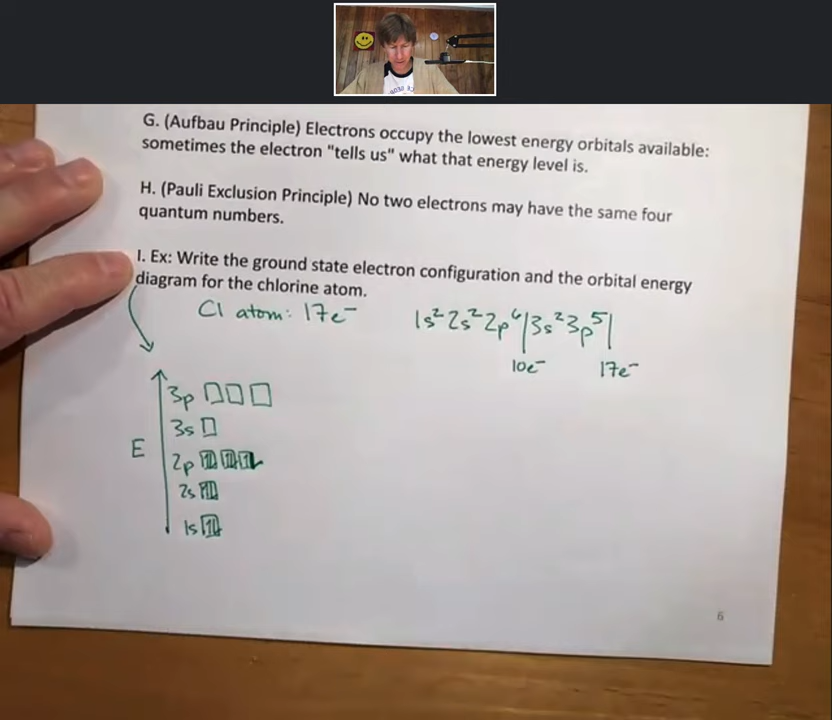 G. (Aufbau Principle) Electrons occupy the lowest energy orbitals available:
sometimes the electron "tells us" what that energy level is.
H. (Pauli Exclusion Principle) No two electrons may have the same four
quantum numbers.
I. Ex: Write the ground state electron configuration and the orbital energy
diagram for the chlorine atom.
Cl atom: 17e⁻ 1s²2s²2p⁶|3s²3p⁵|
10e⁻ 17e⁻
3p
3s
E
2p
2s
1s
6